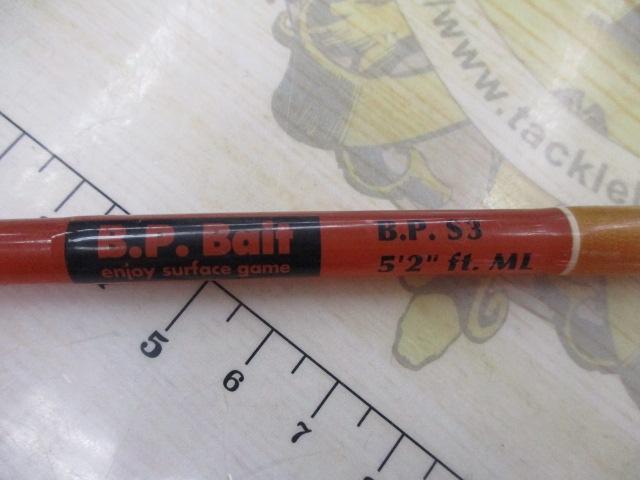 www.tackle
B.P. Bait
enjoy surface game
B.P. S3
5'2" ft. ML
5
6
7